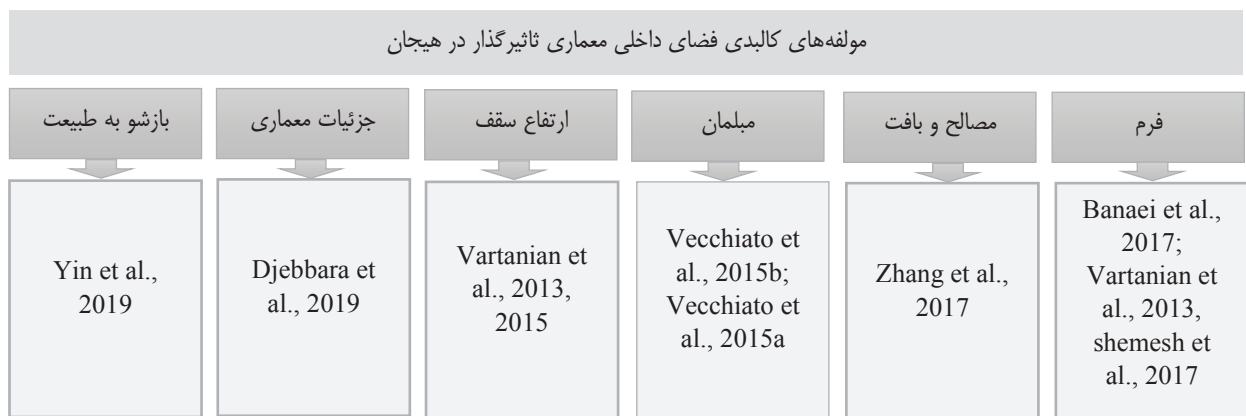 مولفه‌های کالبدی فضای داخلی معماری تاثیرگذار در هیجان
فرم
Banaei et al.,
2017;
Vartanian et
al., 2013,
shemesh et
al., 2017
مصالح و بافت
Zhang et al.,
2017
مبلمان
Vecchiato et
al., 2015b;
Vecchiato et
al., 2015a
ارتفاع سقف
Vartanian et
al., 2013,
2015
جزئیات معماری
Djebbara et
al., 2019
بازشو به طبیعت
Yin et al.,
2019